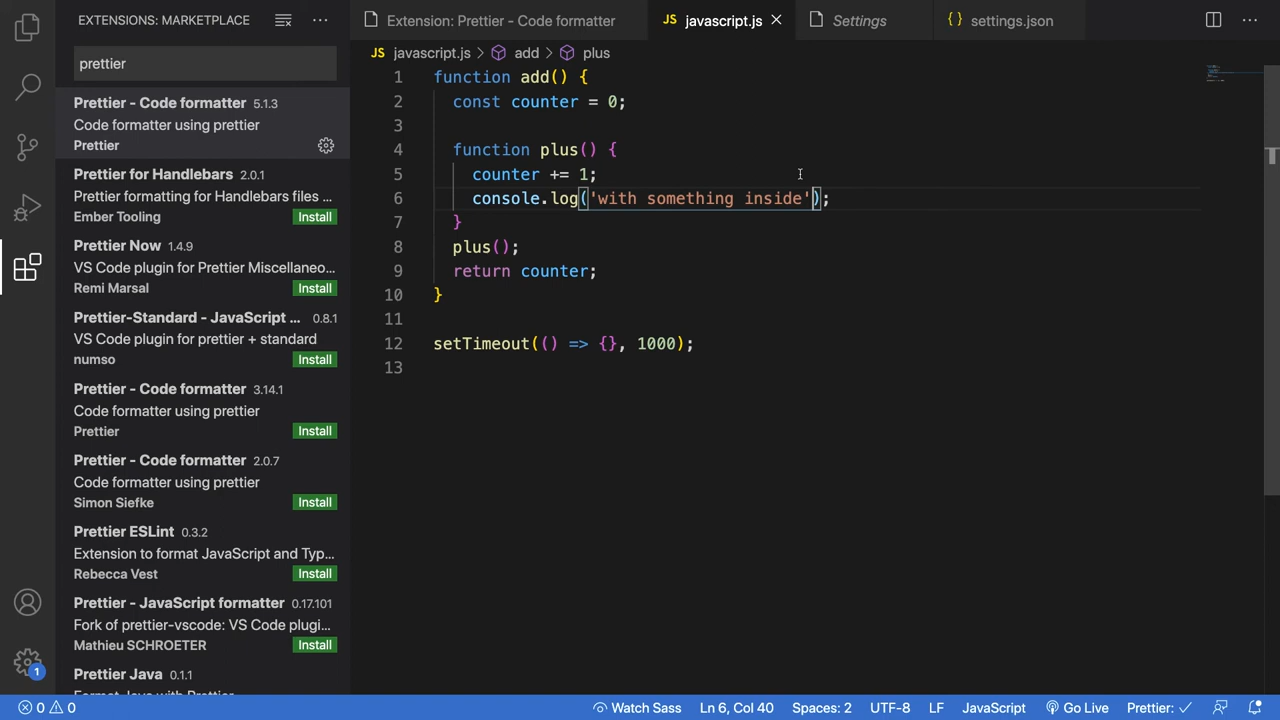 EXTENSIONS: MARKETPLACE
prettier
Prettier - Code formatter 5.1.3
Code formatter using prettier
Prettier
Prettier for Handlebars 2.0.1
Prettier formatting for Handlebars files ...
Ember Tooling Install
Prettier Now 1.4.9
VS Code plugin for Prettier Miscellaneo...
Remi Marsal Install
Prettier-Standard - JavaScript ... 0.8.1
VS Code plugin for prettier + standard
numso Install
Prettier - Code formatter 3.14.1
Code formatter using prettier
Prettier Install
Prettier - Code formatter 2.0.7
Code formatter using prettier
Simon Siefke Install
Prettier ESLint 0.3.2
Extension to format JavaScript and Typ...
Rebecca Vest Install
Prettier - JavaScript formatter 0.17.101
Fork of prettier-vscode: VS Code plugi...
Mathieu SCHROETER Install
Prettier Java 0.1.1
Format Java with Prettier
1
Extension: Prettier - Code formatter JS javascript.js Settings {} settings.json
JS javascript.js > add > plus
1 function add() {
2 const counter = 0;
3
4 function plus() {
5 counter += 1;
6 console.log('with something inside');
7 }
8 plus();
9 return counter;
10 }
11
12 setTimeout(() => {}, 1000);
13
0 0 Watch Sass Ln 6, Col 40 Spaces: 2 UTF-8 LF JavaScript Go Live Prettier: ✓